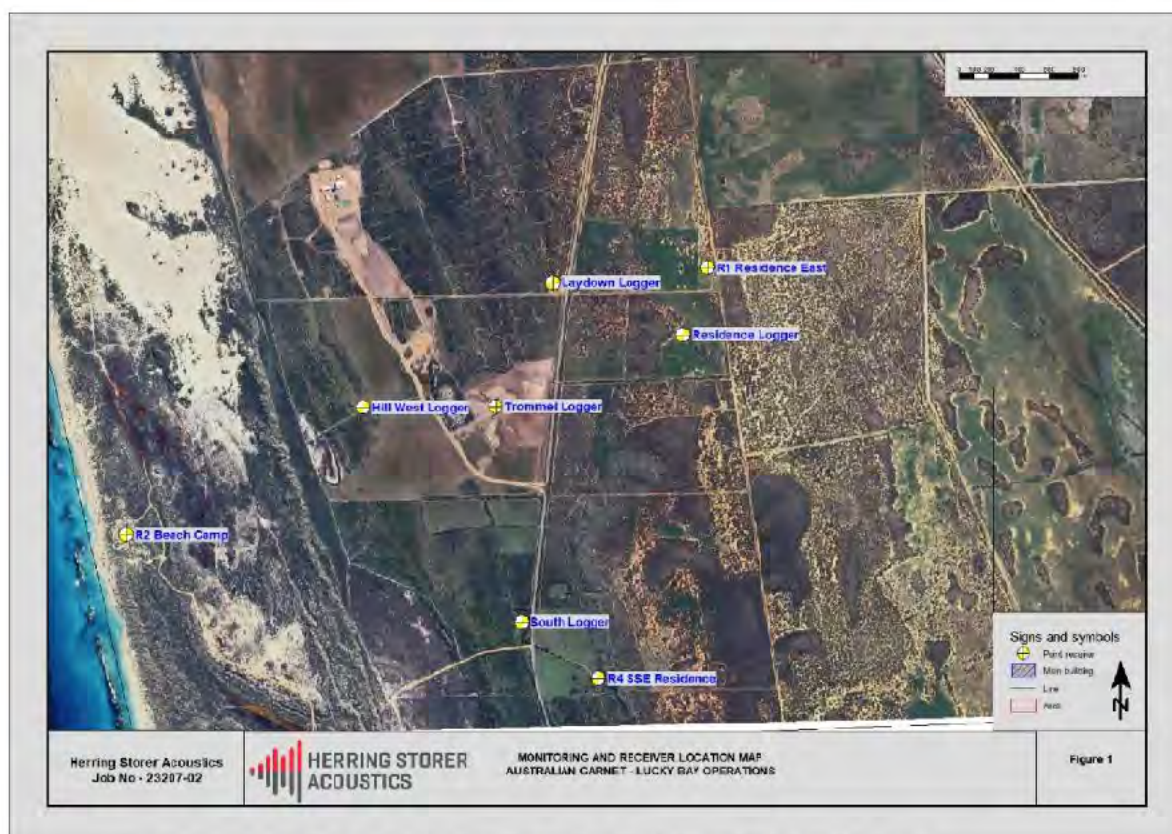 R1 Residence East
Laydown Logger
Residence Logger
Hill West Logger
Trommel Logger
R2 Beach Camp
South Logger
R4 SSE Residence
Signs and symbols
Point receiver
Main building
Line
Area
N
Herring Storer Acoustics
Job No - 23207-02
HERRING STORER
ACOUSTICS
MONITORING AND RECEIVER LOCATION MAP
AUSTRALIAN GARNET - LUCKY BAY OPERATIONS
Figure 1